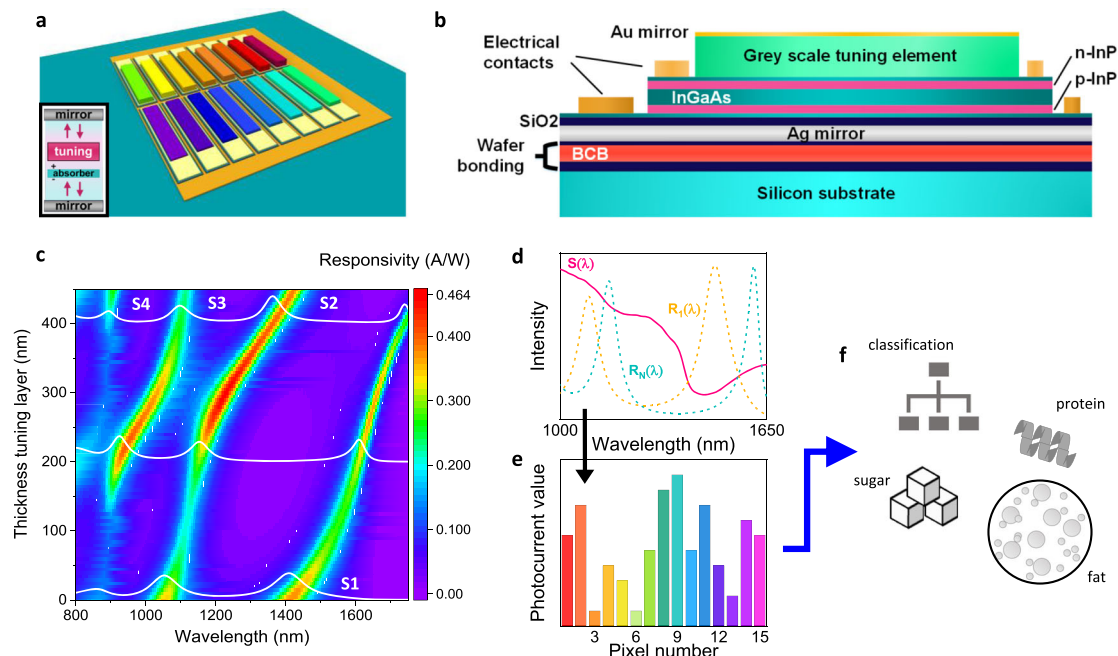 a
mirror
tuning
+
absorber
-
mirror
b
Electrical
contacts
Au mirror
Grey scale tuning element
n-InP
p-InP
InGaAs
SiO2
Ag mirror
Wafer
bonding
BCB
Silicon substrate
c
Responsivity (A/W)
S4
S3
S2
S1
0.464
0.400
0.300
0.200
0.100
0.00
400
300
200
100
0
Thickness tuning layer (nm)
800
1000
1200
1400
1600
Wavelength (nm)
d
S(λ)
R1(λ)
RN(λ)
Intensity
1000
1650
Wavelength (nm)
e
Photocurrent value
3
6
9
12
15
Pixel number
f
classification
protein
sugar
fat